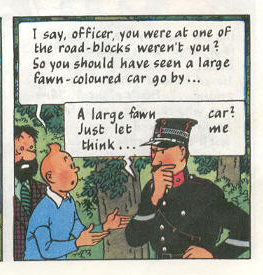 I say, officer, you were at one of
the road-blocks weren't you?
So you should have seen a large
fawn-coloured car go by...
A large fawn car?
Just let me
think...